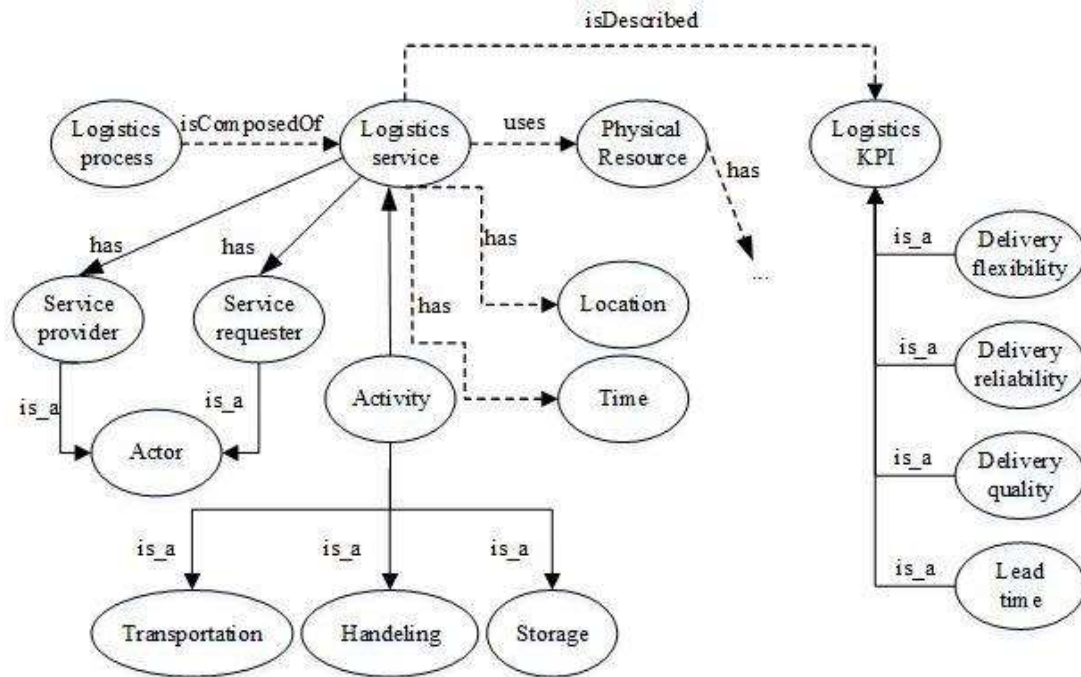 isDescribed
Logistics
process
isComposedOf
Logistics
service
uses
Physical
Resource
Logistics
KPI
has
has
has
has
has
...
Service
provider
Service
requester
Location
Time
Activity
is_a
is_a
Actor
is_a
Delivery
flexibility
is_a
Delivery
reliability
is_a
Delivery
quality
is_a
Lead
time
is_a
is_a
is_a
Transportation
Handeling
Storage